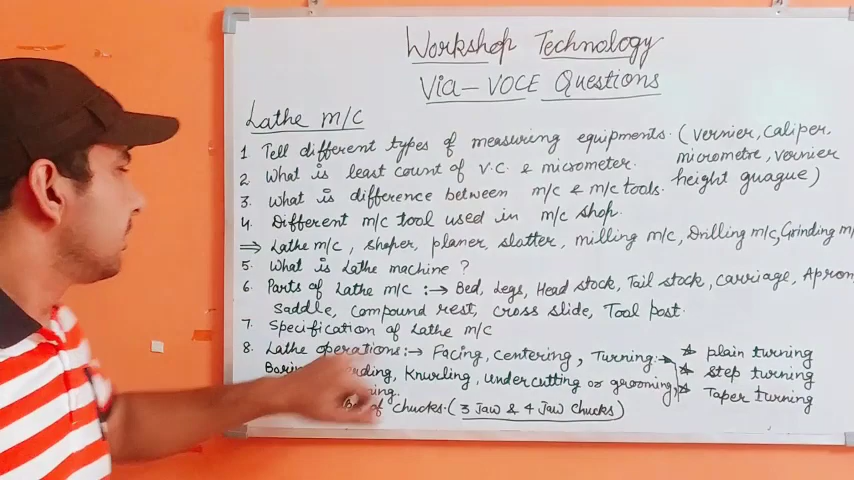 Workshop Technology
Via-VOCE Questions
Lathe m/c
1 Tell different types of measuring equipments. (vernier, caliper,
micrometre, vernier
height guague)
2. What is least count of V.C. & micrometer.
3. What is difference between m/c & m/c tools.
4. Different m/c tool used in m/c shop.
⇒ Lathe m/c, shaper, planer, slatter, milling m/c, Drilling m/c, Grinding m/
5. What is Lathe machine ?
6. Parts of Lathe m/c :→ Bed, Legs, Head stock, Tail stock, carriage, Apron,
saddle, compound rest, cross slide, Tool post.
7. Specification of Lathe m/c
8. Lathe operations:→ Facing, centering, Turning:→ ☆ plain turning
☆ step turning
☆ Taper turning
Knurling, undercutting or grooming,
of chucks. (3 Jaw & 4 Jaw chucks)